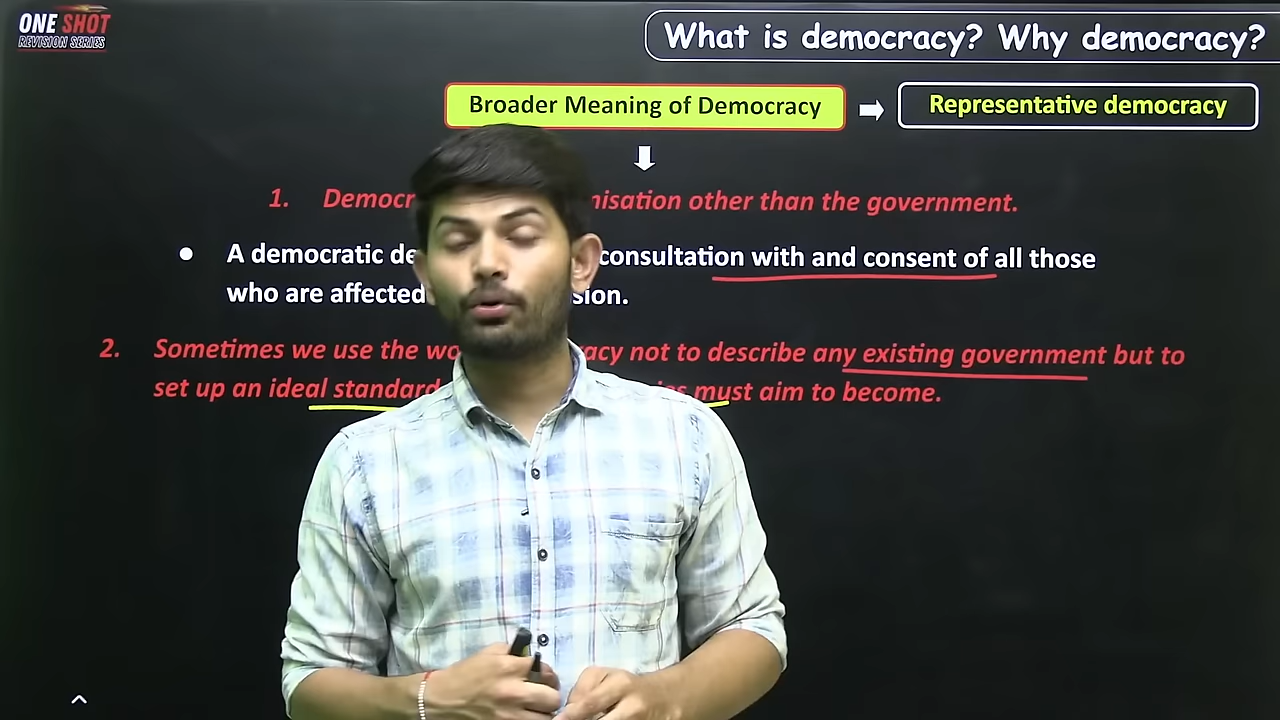 ONE SHOT
REVISION SERIES
What is democracy? Why democracy?
Broader Meaning of Democracy
Representative democracy
1. Democr nisation other than the government.
● A democratic de consultation with and consent of all those
who are affected sion.
2. Sometimes we use the wo acy not to describe any existing government but to
set up an ideal standard must aim to become.